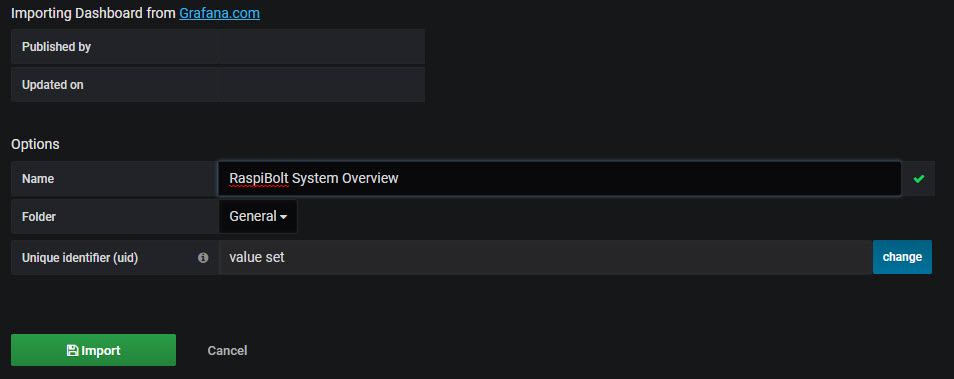 Importing Dashboard from Grafana.com
Published by
Updated on
Options
Name RaspiBolt System Overview
Folder General
Unique identifier (uid) value set change
Import Cancel